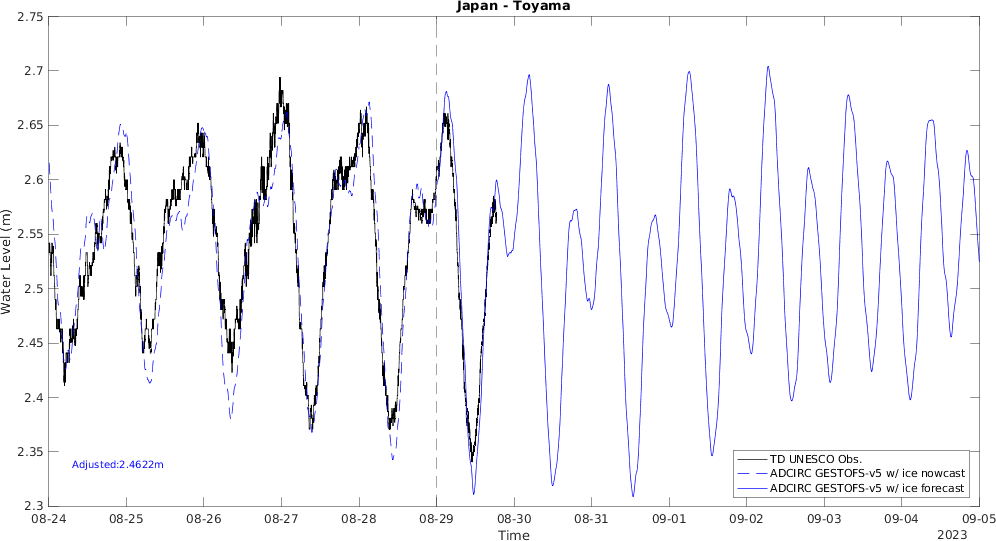 Japan - Toyama
2.75
2.7
2.65
2.6
2.55
2.5
2.45
2.4
2.35
2.3
Water Level (m)
Adjusted:2.4622m
TD UNESCO Obs.
ADCIRC GESTOFS-v5 w/ ice nowcast
ADCIRC GESTOFS-v5 w/ ice forecast
08-24 08-25 08-26 08-27 08-28 08-29 08-30 08-31 09-01 09-02 09-03 09-04 09-05
Time
2023